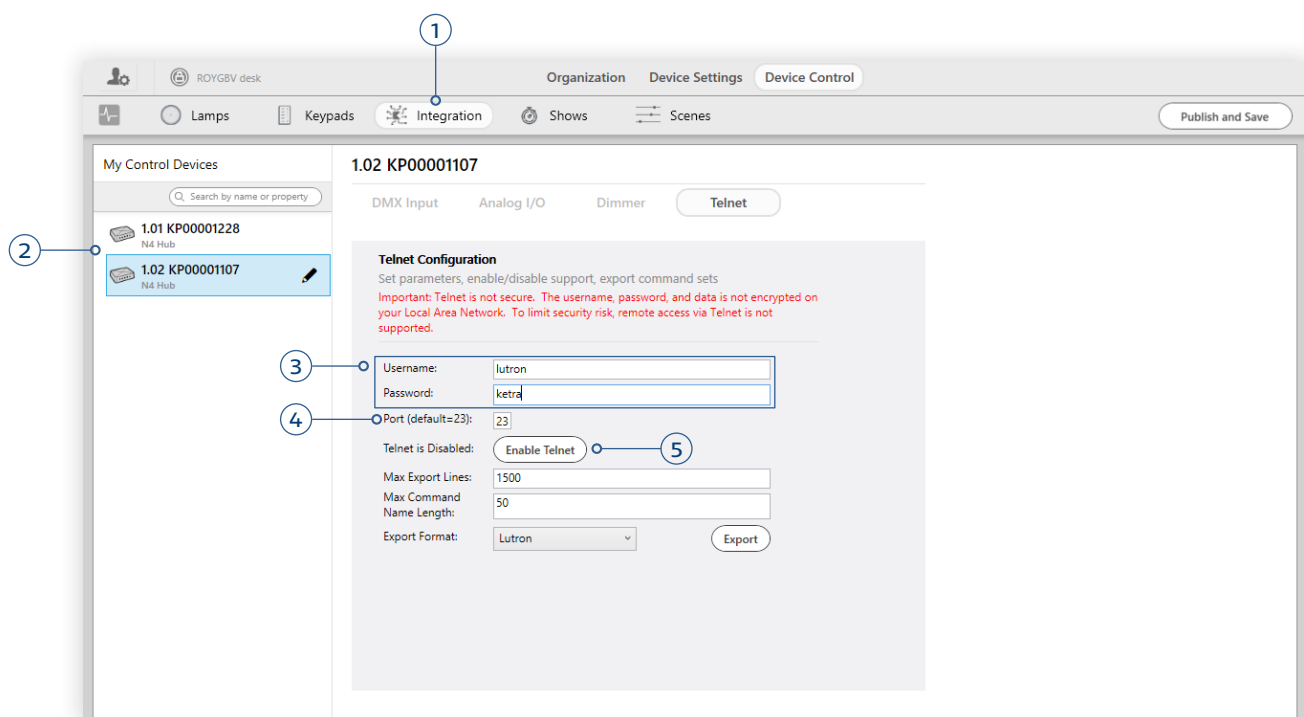 1
ROYGBV desk
Organization Device Settings Device Control
Lamps Keypads Integration Shows Scenes Publish and Save
My Control Devices
Search by name or property
2
1.01 KP00001228
N4 Hub
1.02 KP00001107
N4 Hub
1.02 KP00001107
DMX Input Analog I/O Dimmer Telnet
Telnet Configuration
Set parameters, enable/disable support, export command sets
Important: Telnet is not secure. The username, password, and data is not encrypted on
your Local Area Network. To limit security risk, remote access via Telnet is not
supported.
3
Username: lutron
Password: ketra
4
Port (default=23): 23
Telnet is Disabled: Enable Telnet 5
Max Export Lines: 1500
Max Command
Name Length: 50
Export Format: Lutron Export